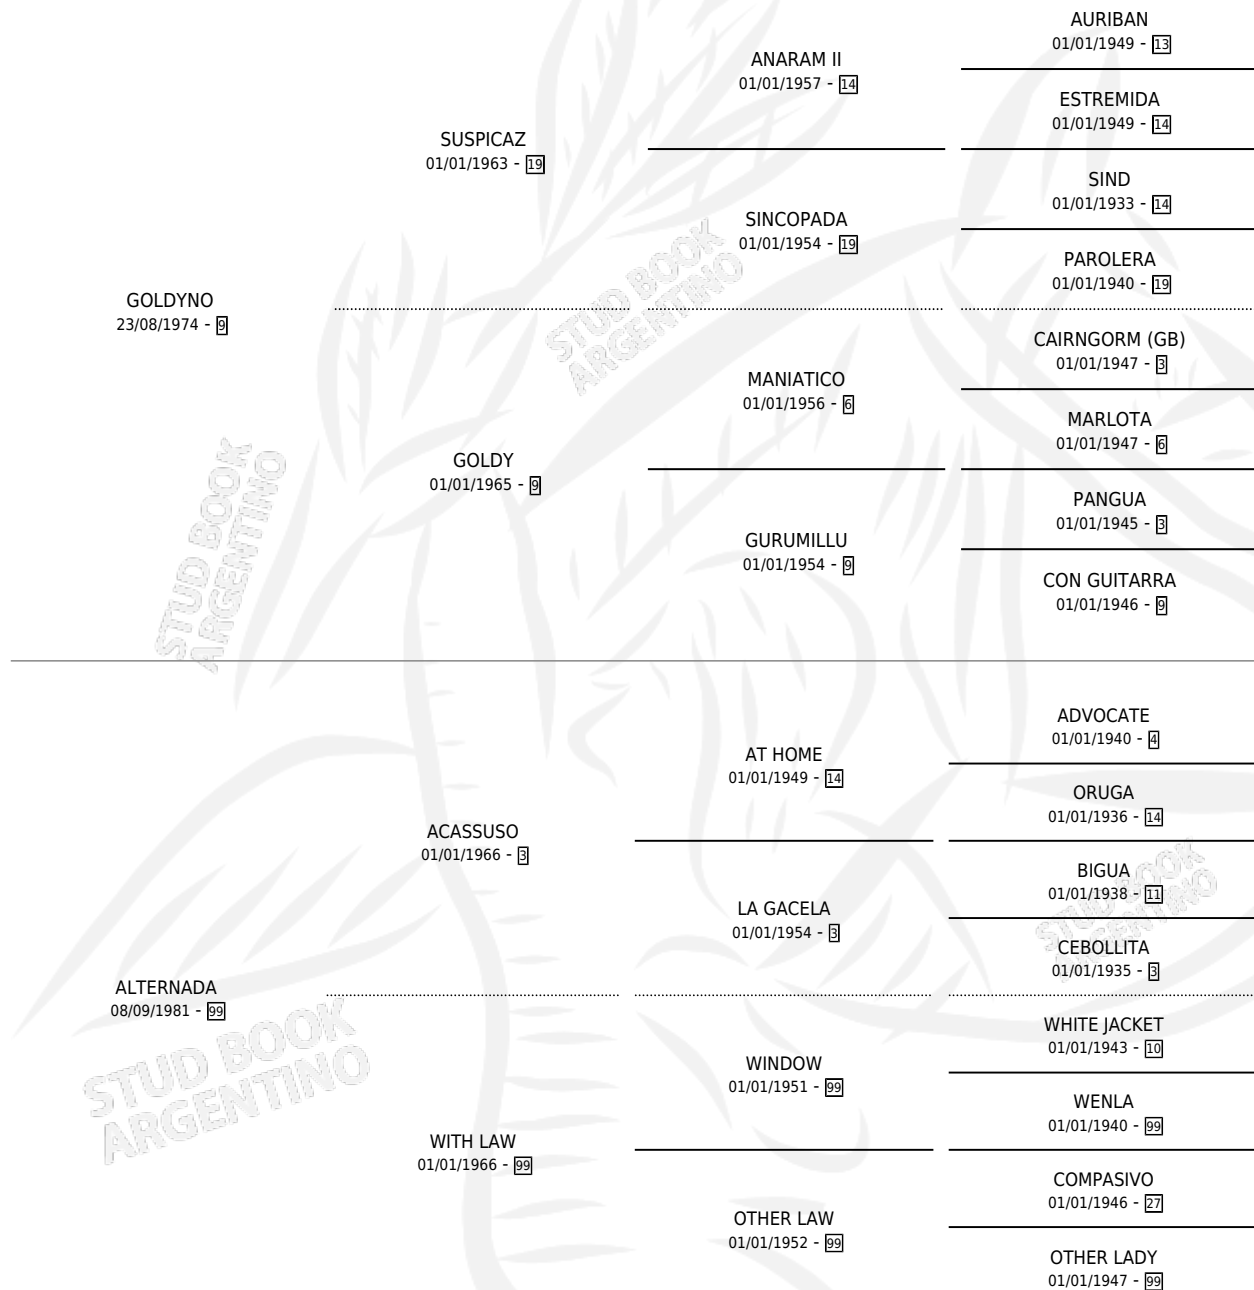 AURIBAN
01/01/1949 - 13
ANARAM II
01/01/1957 - 14
ESTREMIDA
01/01/1949 - 14
SUSPICAZ
01/01/1963 - 19
SIND
01/01/1933 - 14
SINCOPADA
01/01/1954 - 19
PAROLERA
01/01/1940 - 19
GOLDYNO
23/08/1974 - 9
STUD BOOK
ARGENTINO
CAIRNGORM (GB)
01/01/1947 - 3
MANIATICO
01/01/1956 - 6
MARLOTA
01/01/1947 - 6
GOLDY
01/01/1965 - 9
PANGUA
01/01/1945 - 3
GURUMILLU
01/01/1954 - 9
CON GUITARRA
01/01/1946 - 9
STUD BOOK
ARGENTINO
ADVOCATE
01/01/1940 - 4
AT HOME
01/01/1949 - 14
ORUGA
01/01/1936 - 14
ACASSUSO
01/01/1966 - 3
BIGUA
01/01/1938 - 11
LA GACELA
01/01/1954 - 3
CEBOLLITA
01/01/1935 - 3
STUD BOOK
ARGENTINO
ALTERNADA
08/09/1981 - 99
WHITE JACKET
01/01/1943 - 10
WINDOW
01/01/1951 - 99
WENLA
01/01/1940 - 99
STUD BOOK
ARGENTINO
WITH LAW
01/01/1966 - 99
COMPASIVO
01/01/1946 - 27
OTHER LAW
01/01/1952 - 99
OTHER LADY
01/01/1947 - 99